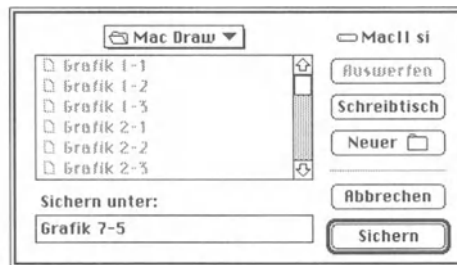 Mac Draw
MacII si
Grafik 1-1
Grafik 1-2
Grafik 1-3
Grafik 2-1
Grafik 2-2
Grafik 2-3
Auswerfen
Schreibtisch
Neuer
Sichern unter:
Grafik 7-5
Abbrechen
Sichern